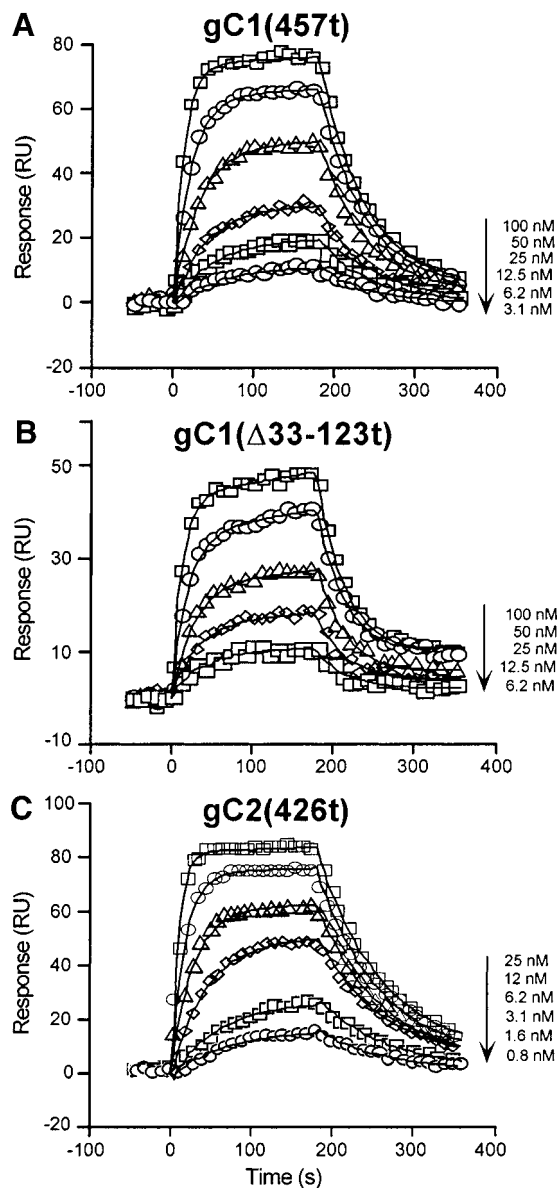 A
gC1(457t)
Response (RU)
80
60
40
20
0
-20
-100
0
100
200
300
400
100 nM
50 nM
25 nM
12.5 nM
6.2 nM
3.1 nM
B
gC1(Δ33-123t)
Response (RU)
50
30
10
-10
-100
0
100
200
300
400
100 nM
50 nM
25 nM
12.5 nM
6.2 nM
C
gC2(426t)
Response (RU)
100
80
60
40
20
0
-20
-100
0
100
200
300
400
Time (s)
25 nM
12 nM
6.2 nM
3.1 nM
1.6 nM
0.8 nM